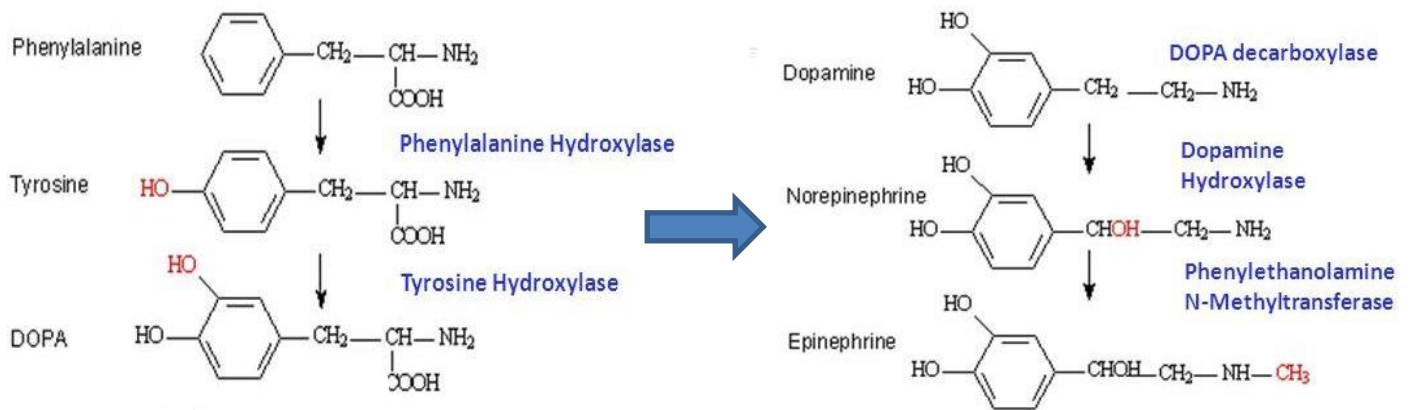 Phenylalanine
CH₂—CH—NH₂
COOH
Phenylalanine Hydroxylase
Tyrosine
HO
CH₂—CH—NH₂
COOH
HO
Tyrosine Hydroxylase
DOPA
HO
CH₂—CH—NH₂
COOH
HO
Dopamine
DOPA decarboxylase
HO
CH₂—CH₂—NH₂
Dopamine
Hydroxylase
HO
Norepinephrine
HO
CHOH—CH₂—NH₂
Phenylethanolamine
N-Methyltransferase
HO
Epinephrine
HO
CHOH—CH₂—NH—CH₃